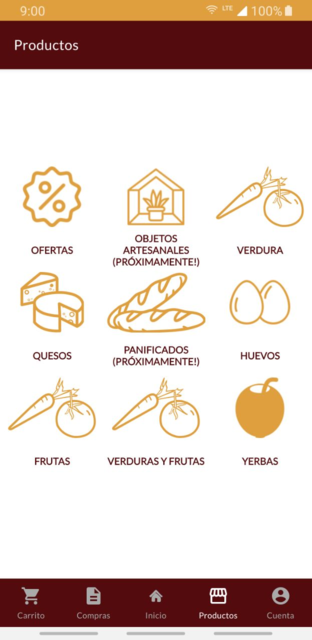 9:00
LTE
100%
Productos
OFERTAS
OBJETOS
ARTESANALES
(PRÓXIMAMENTE!)
VERDURA
QUESOS
PANIFICADOS
(PRÓXIMAMENTE!)
HUEVOS
FRUTAS
VERDURAS Y FRUTAS
YERBAS
Carrito
Compras
Inicio
Productos
Cuenta